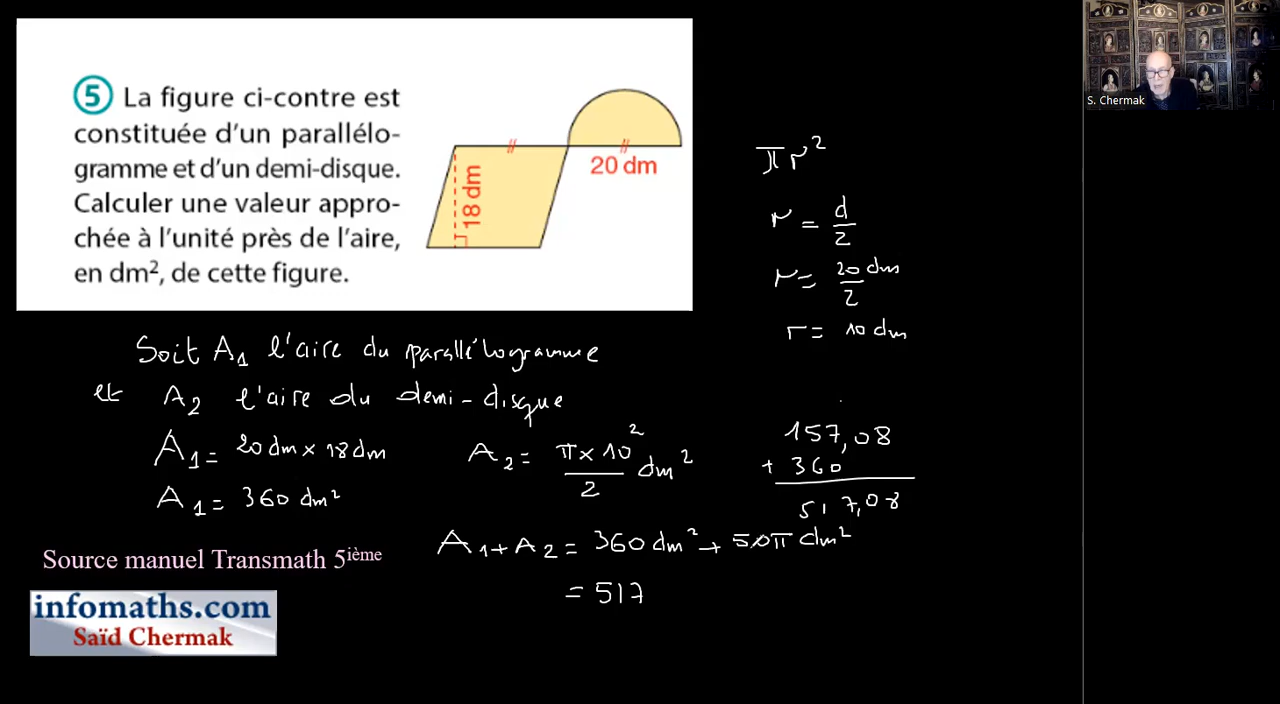 5 La figure ci-contre est
constituée d'un parallélo-
gramme et d'un demi-disque.
Calculer une valeur appro-
chée à l'unité près de l'aire,
en dm², de cette figure.
18 dm
20 dm
S. Chermak
πr²
r = d/2
r = 20 dm/2
r = 10 dm
Soit A₁ l'aire du parallélogramme
et A₂ l'aire du demi-disque
A₁ = 20 dm x 18 dm
A₁ = 360 dm²
A₂ = π x 10²/2 dm²
157,08
+ 360
517,08
A₁ + A₂ = 360 dm² + 50π dm²
= 517
Source manuel Transmath 5ième
infomaths.com
Saïd Chermak